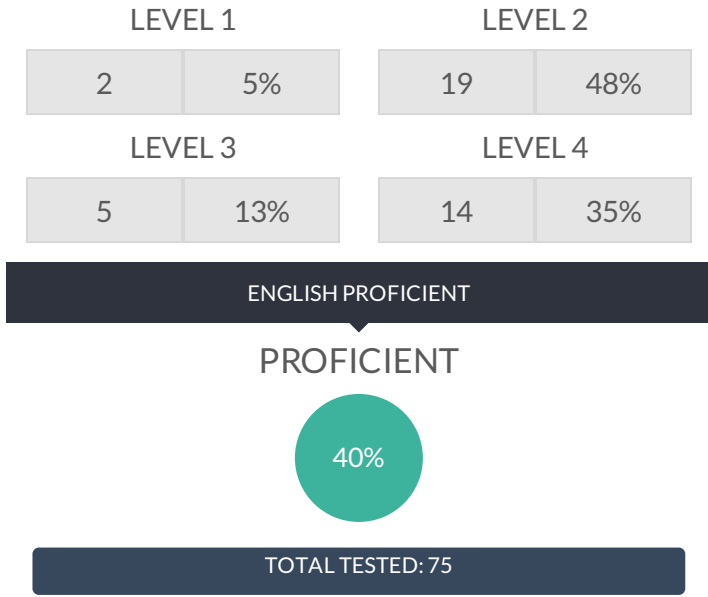 LEVEL 1 LEVEL 2
2 5% 19 48%
LEVEL 3 LEVEL 4
5 13% 14 35%
ENGLISH PROFICIENT
PROFICIENT
40%
TOTAL TESTED: 75